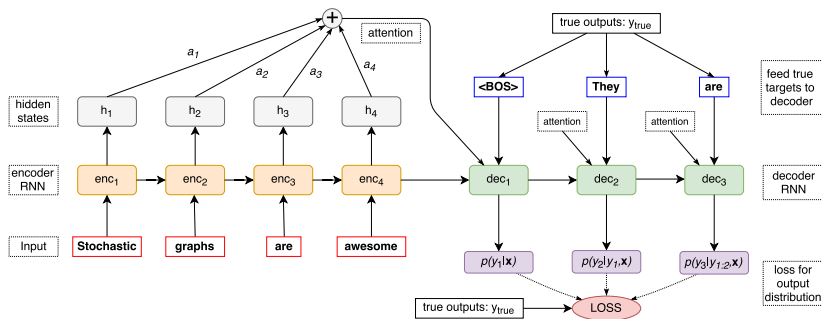 true outputs: ytrue
+
attention
a1
a2
a3
a4
<BOS>
They
are
feed true
targets to
decoder
hidden
states
h1
h2
h3
h4
attention
attention
encoder
RNN
enc1
enc2
enc3
enc4
dec1
dec2
dec3
decoder
RNN
Input
Stochastic
graphs
are
awesome
p(y1|x)
p(y2|y1,x)
p(y3|y1:2,x)
loss for
output
distribution
true outputs: ytrue
LOSS